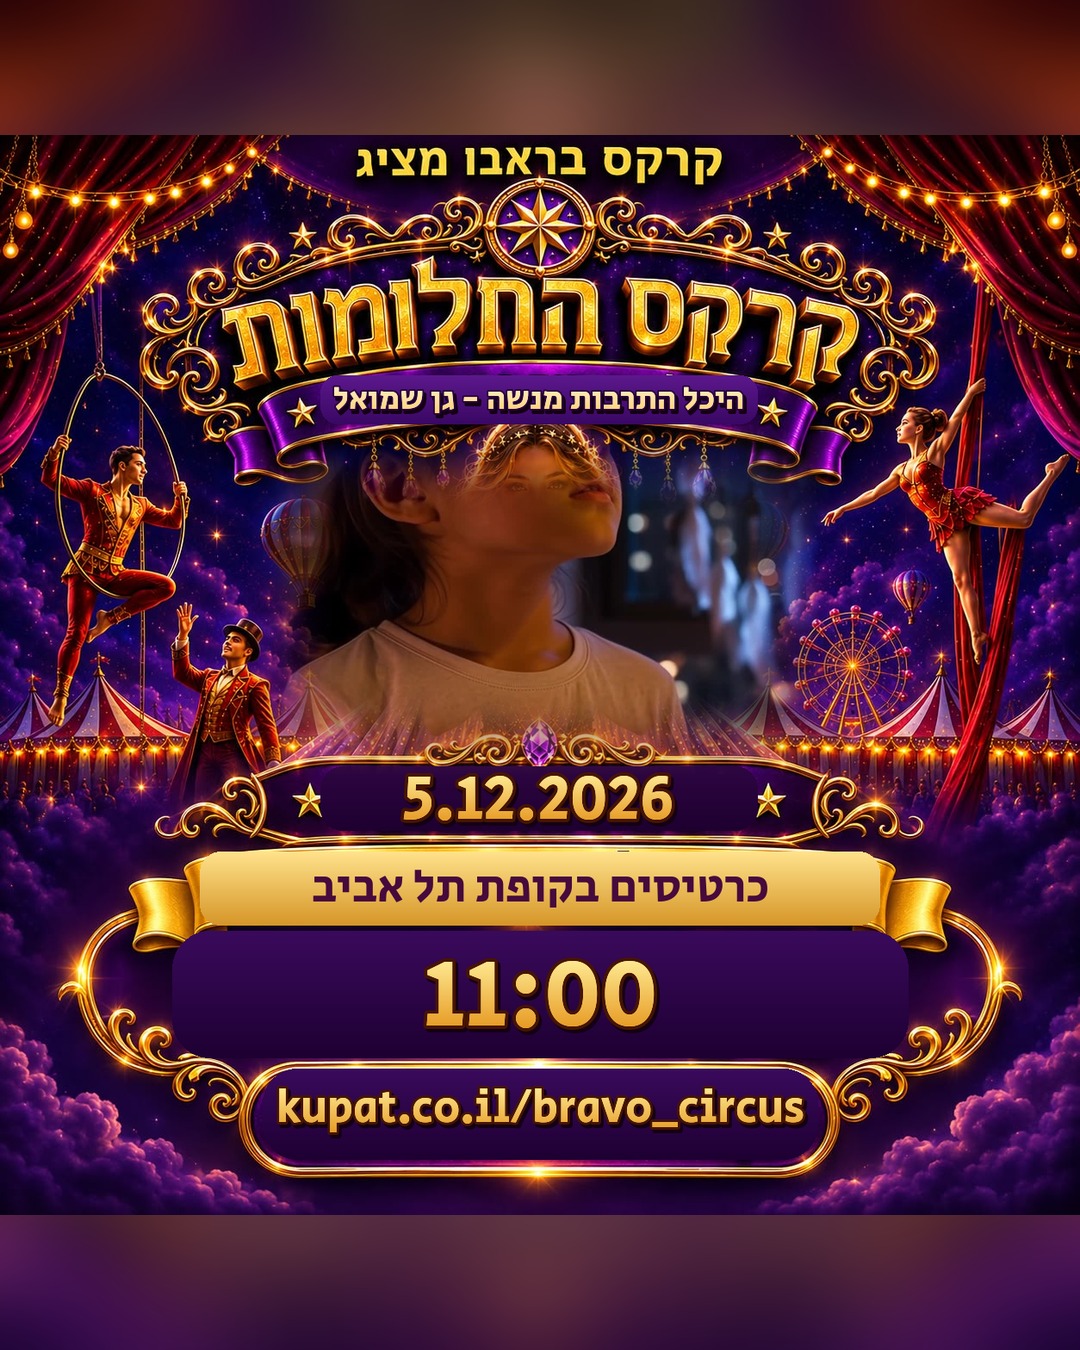 קרקס בראבו מציג
קרקס החלומות
היכל התרבות מנשה - גן שמואל
5.12.2026
כרטיסים בקופת תל אביב
11:00
kupat.co.il/bravo_circus